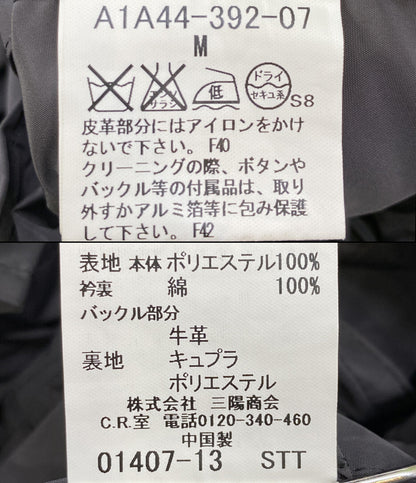 A1A44-392-07
M
エンソ
サラシ
低
ドライ
セキユ系
S8
皮革部分にはアイロンをかけ
ないで下さい。F40
クリーニングの際、ボタンや
バックル等の付属品は、取り
外すかアルミ箔等に包み保護
して下さい。F42
表地 本体 ポリエステル100%
衿裏 綿 100%
バックル部分
牛革
裏地 キュプラ
ポリエステル
株式会社 三陽商会
C.R.室 電話0120-340-460
中国製
01407-13 STT